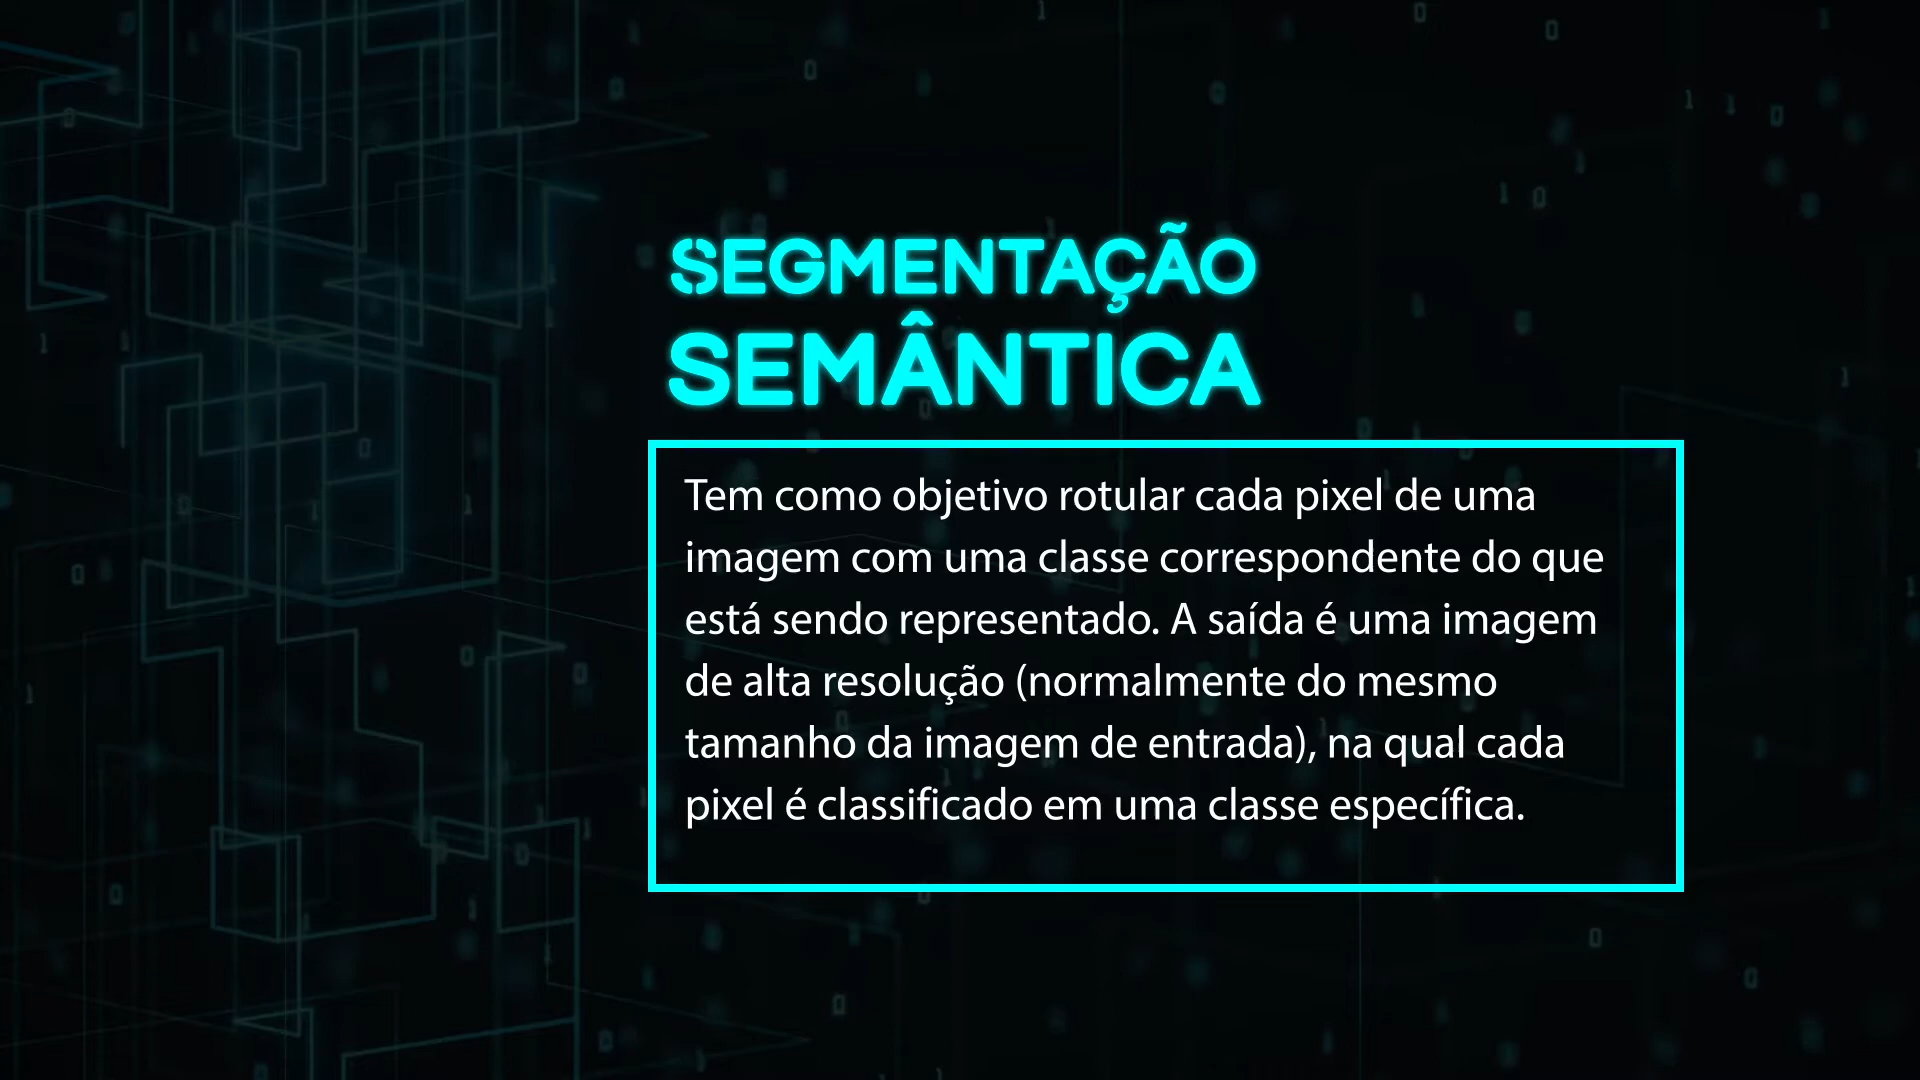 SEGMENTAÇÃO
SEMÂNTICA
Tem como objetivo rotular cada pixel de uma
imagem com uma classe correspondente do que
está sendo representado. A saída é uma imagem
de alta resolução (normalmente do mesmo
tamanho da imagem de entrada), na qual cada
pixel é classificado em uma classe específica.